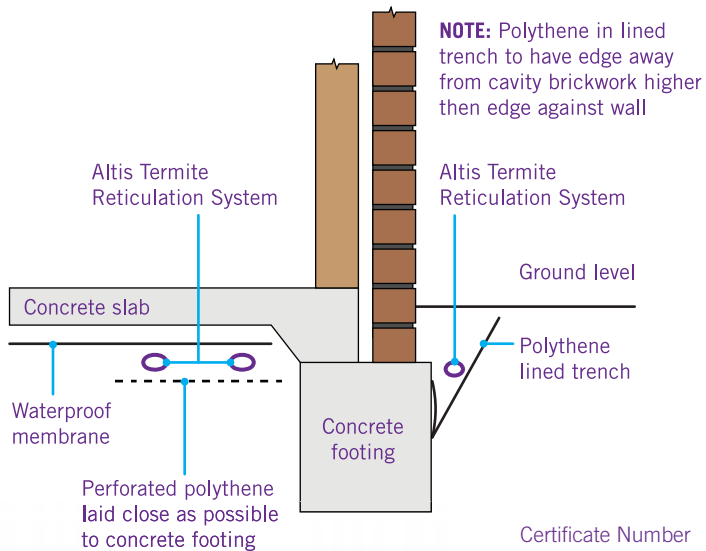 NOTE: Polythene in lined
trench to have edge away
from cavity brickwork higher
then edge against wall
Altis Termite
Reticulation System
Altis Termite
Reticulation System
Ground level
Concrete slab
Polythene
lined trench
Waterproof
membrane
Concrete
footing
Perforated polythene
laid close as possible
to concrete footing
Certificate Number